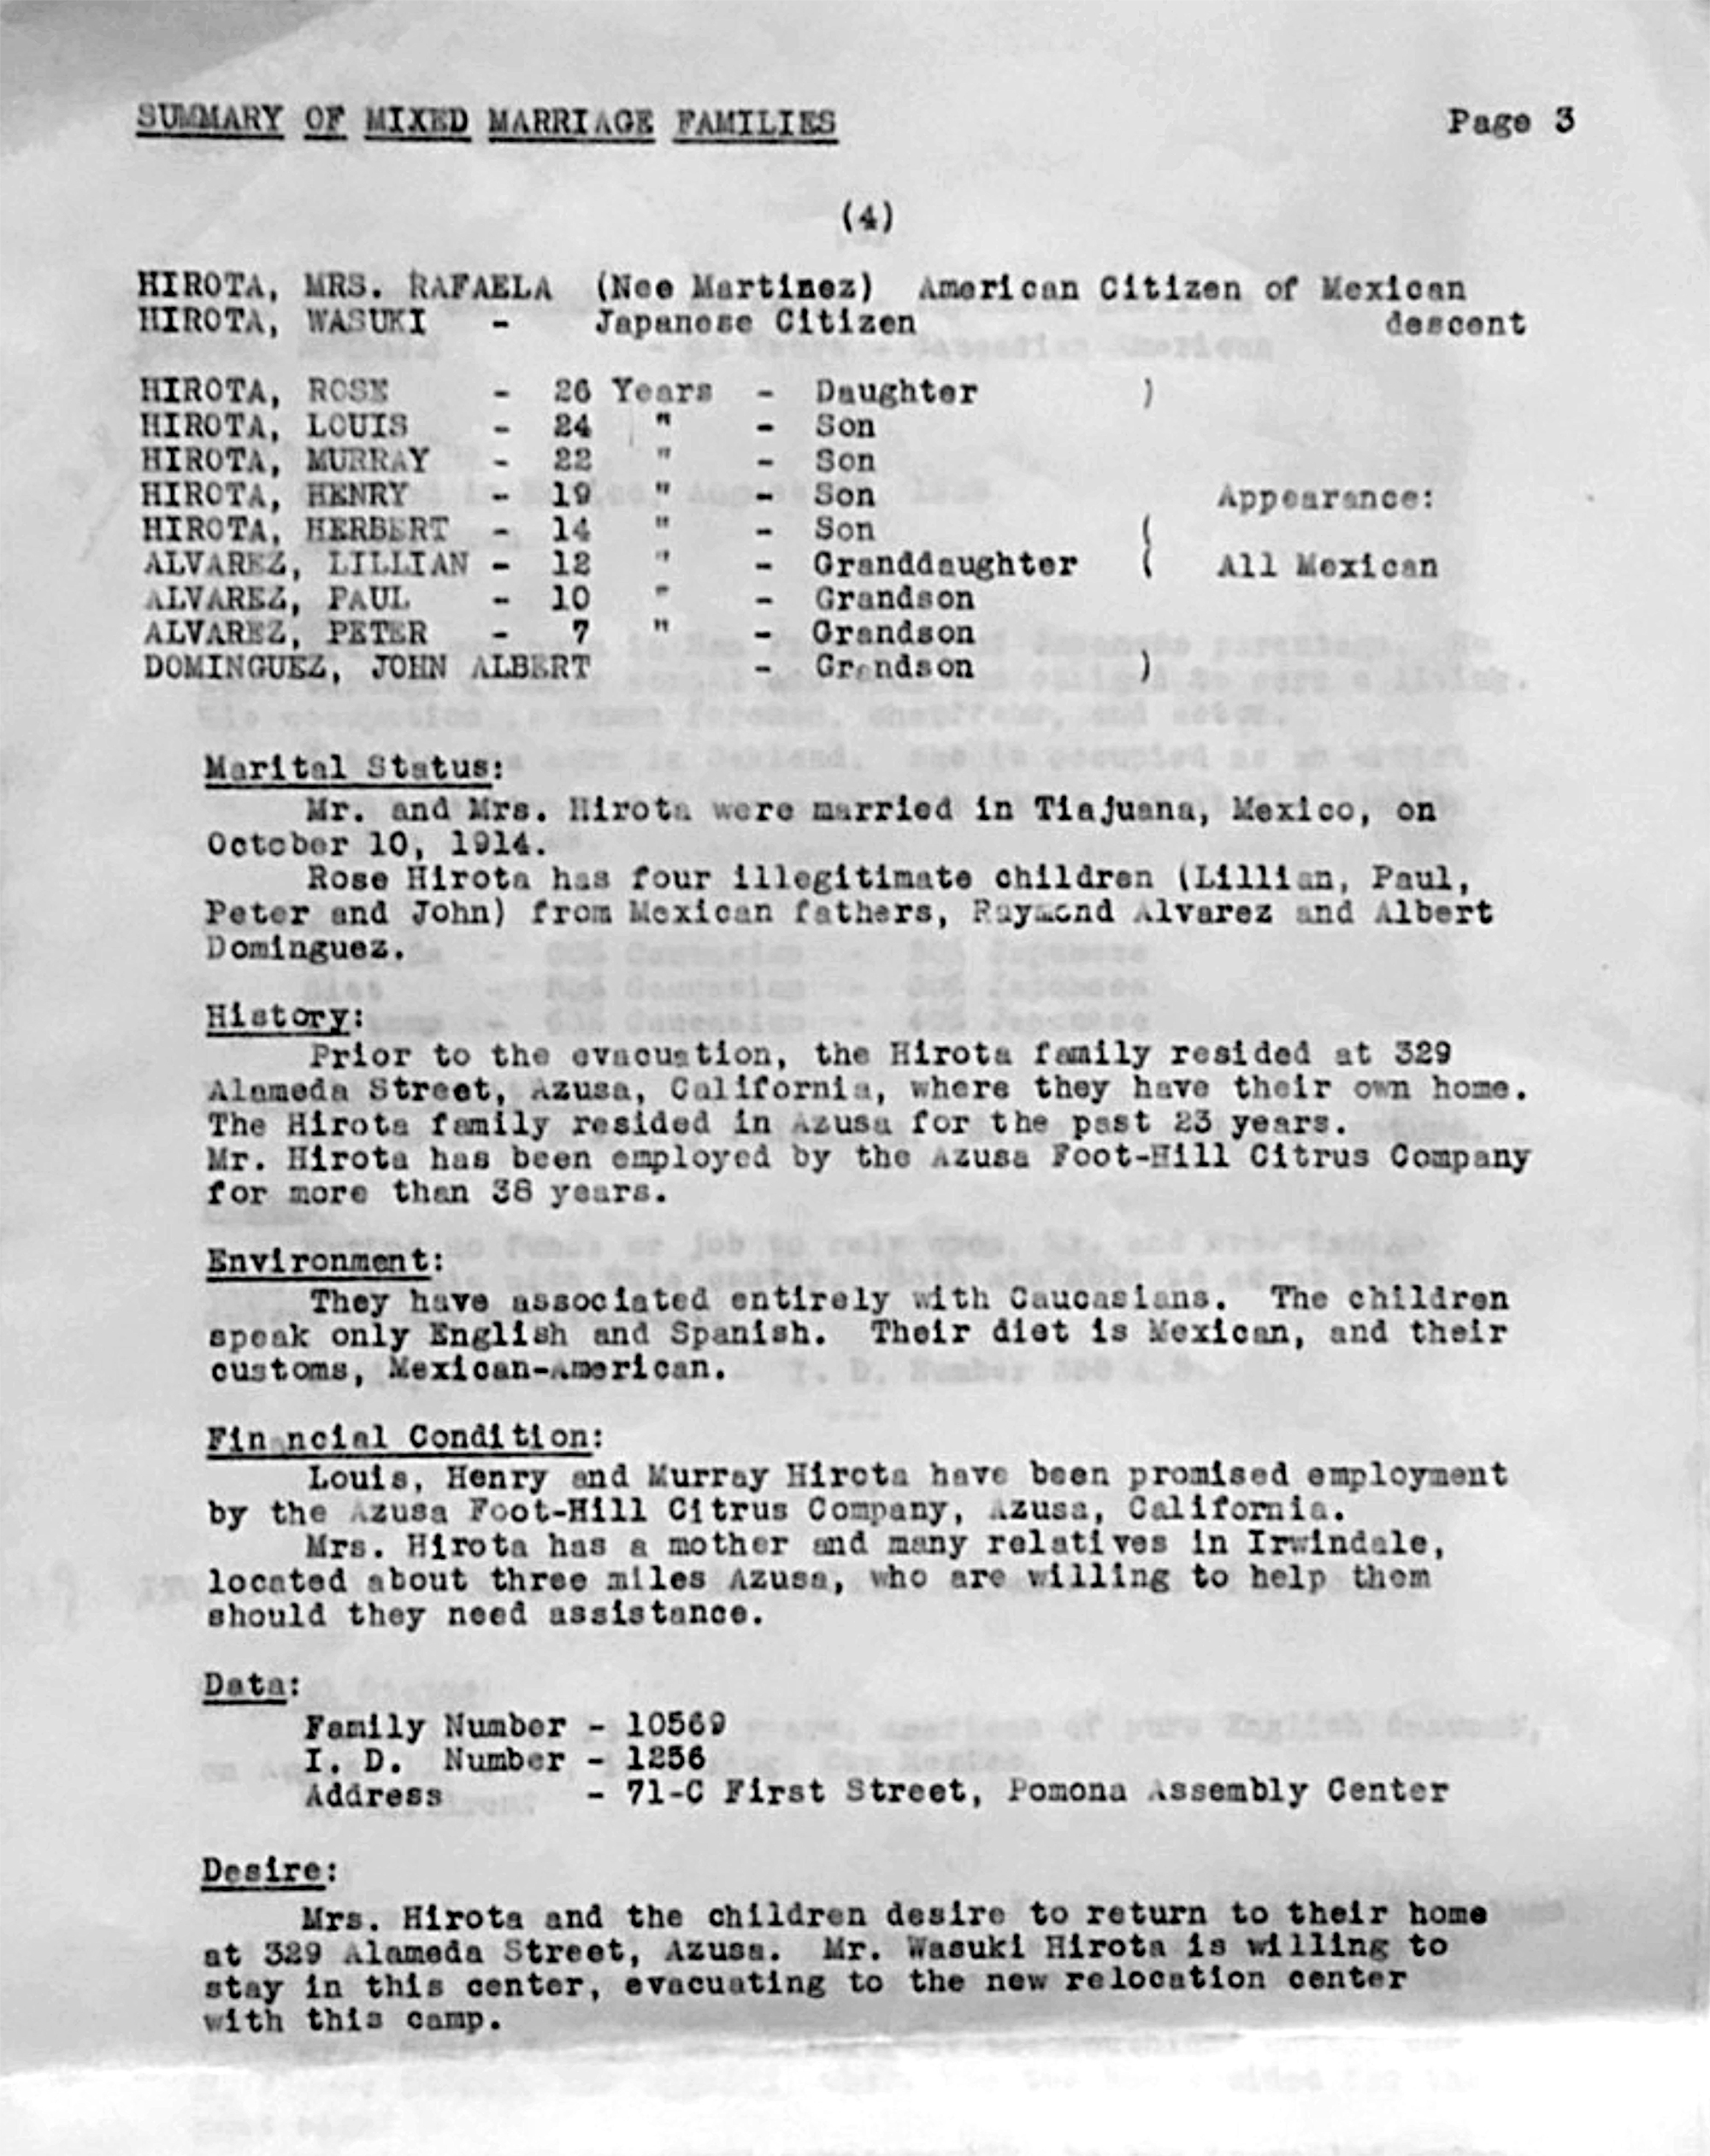 SUMMARY OF MIXED MARRIAGE FAMILIES Page 3
(4)
HIROTA, MRS. RAFAELA (Nee Martinez) American Citizen of Mexican
HIROTA, WASUKI - Japanese Citizen descent
HIROTA, ROSE - 26 Years - Daughter )
HIROTA, LOUIS - 24 " - Son
HIROTA, MURRAY - 22 " - Son
HIROTA, HENRY - 19 " - Son Appearance:
HIROTA, HERBERT - 14 " - Son (
ALVAREZ, LILLIAN - 12 " - Granddaughter ( All Mexican
ALVAREZ, PAUL - 10 " - Grandson
ALVAREZ, PETER - 7 " - Grandson
DOMINGUEZ, JOHN ALBERT - Grandson )
Marital Status:
Mr. and Mrs. Hirota were married in Tiajuana, Mexico, on
October 10, 1914.
Rose Hirota has four illegitimate children (Lillian, Paul,
Peter and John) from Mexican fathers, Raymond Alvarez and Albert
Dominguez.
History:
Prior to the evacuation, the Hirota family resided at 329
Alameda Street, Azusa, California, where they have their own home.
The Hirota family resided in Azusa for the past 23 years.
Mr. Hirota has been employed by the Azusa Foot-Hill Citrus Company
for more than 38 years.
Environment:
They have associated entirely with Caucasians. The children
speak only English and Spanish. Their diet is Mexican, and their
customs, Mexican-American.
Financial Condition:
Louis, Henry and Murray Hirota have been promised employment
by the Azusa Foot-Hill Citrus Company, Azusa, California.
Mrs. Hirota has a mother and many relatives in Irwindale,
located about three miles Azusa, who are willing to help them
should they need assistance.
Data:
Family Number - 10569
I. D. Number - 1256
Address - 71-C First Street, Pomona Assembly Center
Desire:
Mrs. Hirota and the children desire to return to their home
at 329 Alameda Street, Azusa. Mr. Wasuki Hirota is willing to
stay in this center, evacuating to the new relocation center
with this camp.